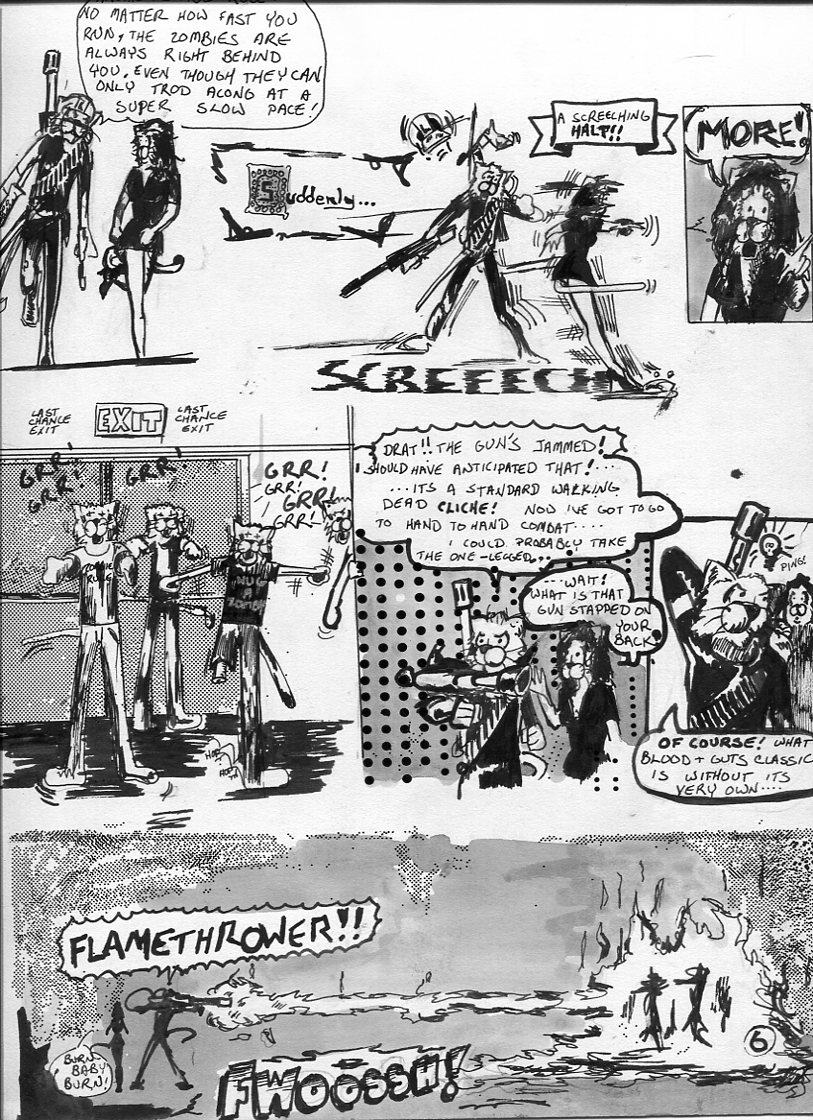 NO MATTER HOW FAST YOU
RUN, THE ZOMBIES ARE
ALWAYS RIGHT BEHIND
YOU. EVEN THOUGH THEY CAN
ONLY TROD ALONG AT A
SUPER SLOW PACE!
Suddenly...
A SCREECHING
HALT!!
MORE!
SCREEECH
LAST
CHANCE
EXIT
EXIT
LAST
CHANCE
EXIT
GRR!
GRR!
GRR!
GRR!
GRR!
GRR!
GRR!
ZOMBIES
RULE
HUG
A
ZOMBIE
HOP
HOP
DRAT!! THE GUN'S JAMMED!
I SHOULD HAVE ANTICIPATED THAT!...
...ITS A STANDARD WALKING
DEAD CLICHE! NOW I'VE GOT TO GO
TO HAND TO HAND COMBAT....
I COULD PROBABLY TAKE
THE ONE-LEGGED...
....WAIT!
WHAT IS THAT
GUN STAPPED ON
YOUR
BACK
PING!
OF COURSE! WHAT
BLOOD + GUTS CLASSIC
IS WITHOUT ITS
VERY OWN....
FLAMETHROWER!!
BURN
BABY
BURN!
FWOOSSH!
6